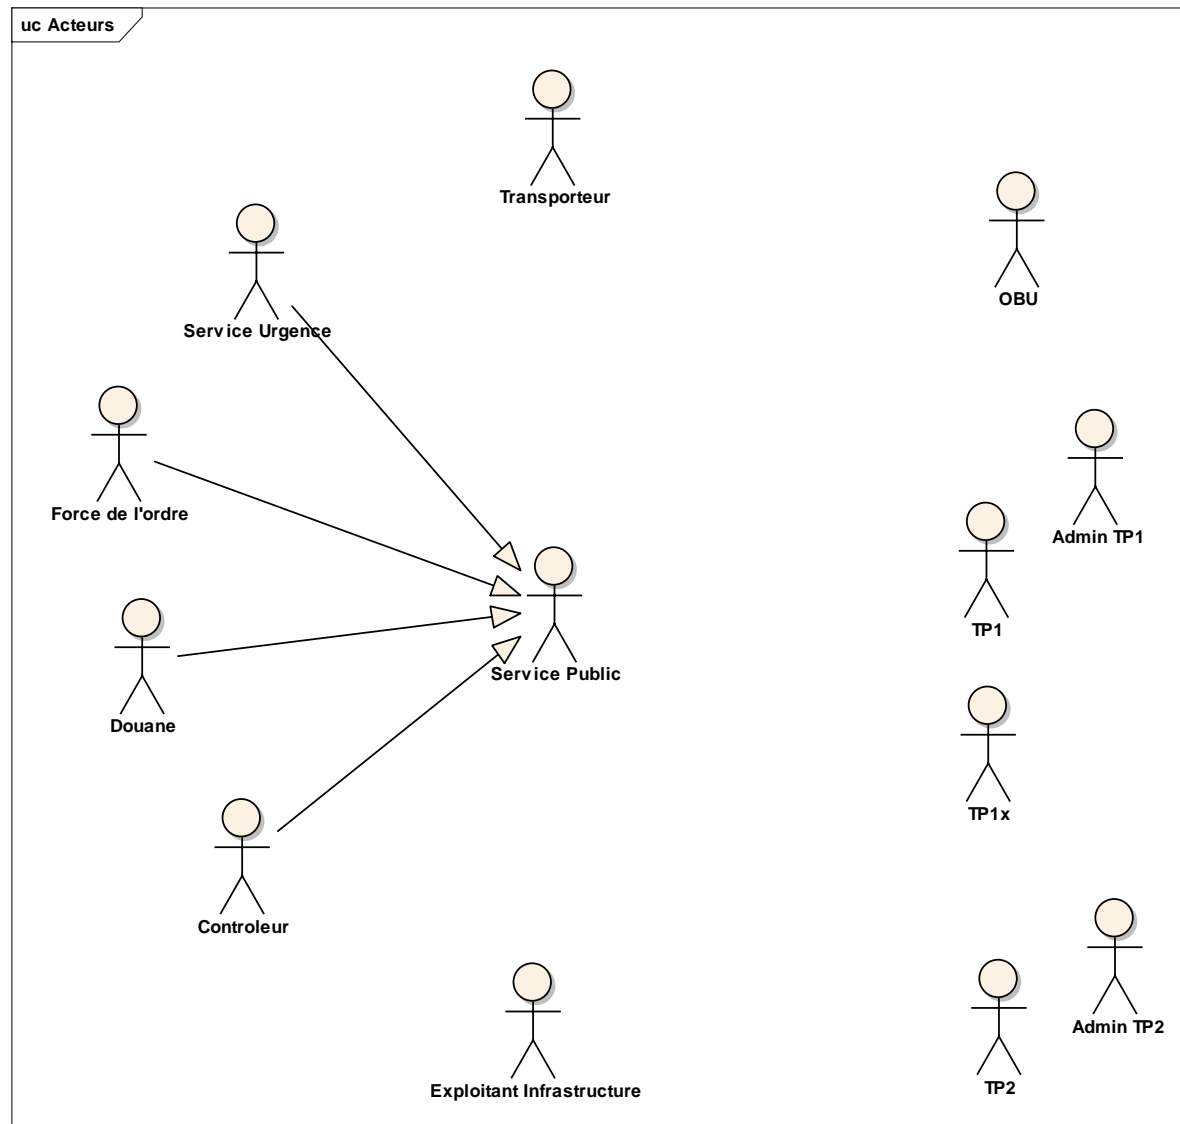 uc Acteurs
Transporteur
OBU
Service Urgence
Force de l'ordre
Admin TP1
TP1
Service Public
Douane
TP1x
Controleur
Admin TP2
TP2
Exploitant Infrastructure